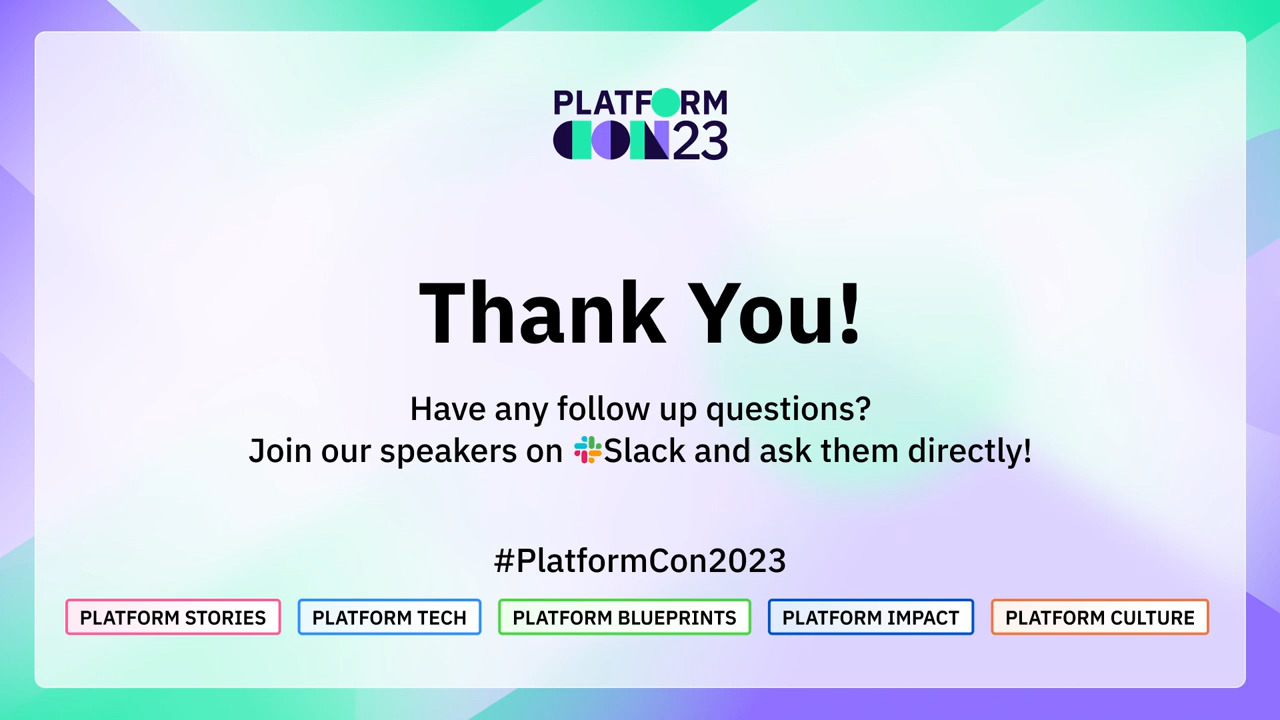 PLATFORM
CON23
Thank You!
Have any follow up questions?
Join our speakers on Slack and ask them directly!
#PlatformCon2023
PLATFORM STORIES
PLATFORM TECH
PLATFORM BLUEPRINTS
PLATFORM IMPACT
PLATFORM CULTURE